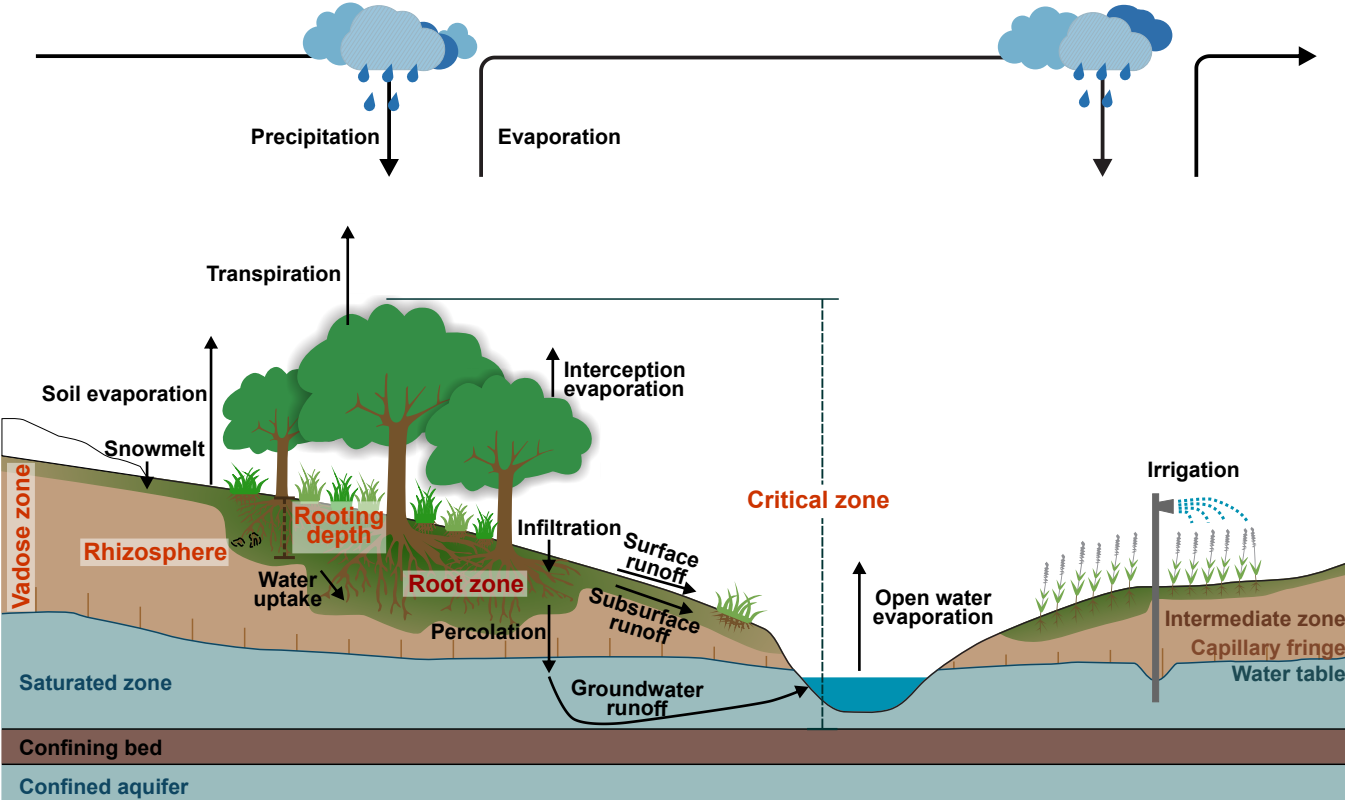 Precipitation
Evaporation
Transpiration
Soil evaporation
Interception
evaporation
Snowmelt
Vadose zone
Rhizosphere
Rooting
depth
Critical zone
Irrigation
Infiltration
Surface
runoff
Water
uptake
Root zone
Subsurface
runoff
Percolation
Open water
evaporation
Intermediate zone
Capillary fringe
Water table
Saturated zone
Groundwater
runoff
Confining bed
Confined aquifer